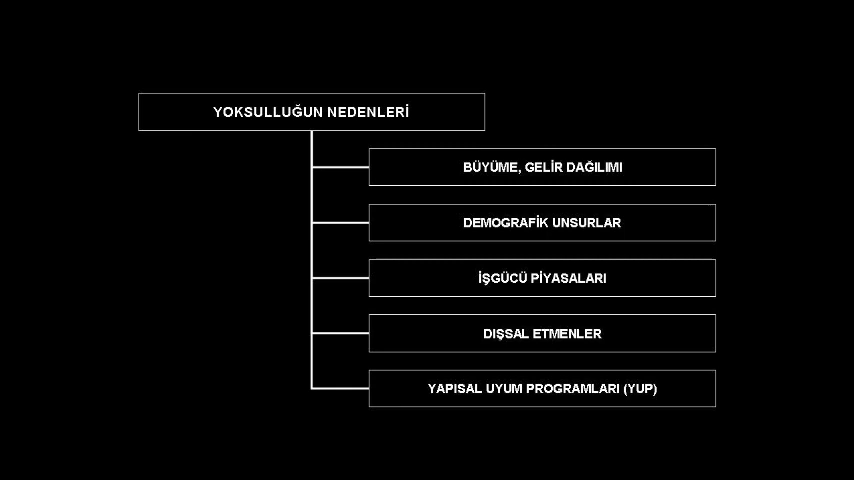 YOKSULLUĞUN NEDENLERİ
BÜYÜME, GELİR DAĞILIMI
DEMOGRAFİK UNSURLAR
İŞGÜCÜ PİYASALARI
DIŞSAL ETMENLER
YAPISAL UYUM PROGRAMLARI (YUP)